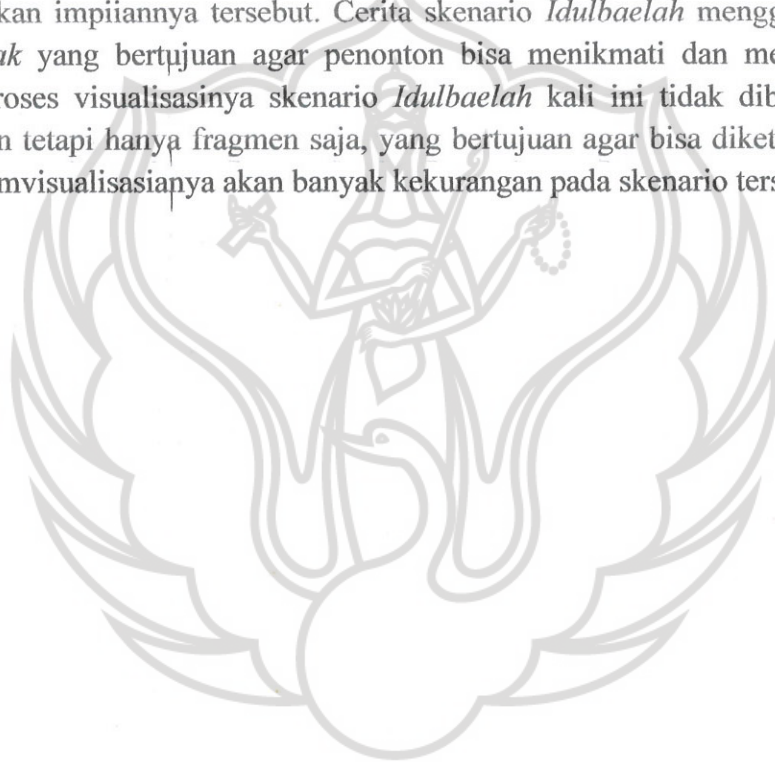 kan impiiannya tersebut. Cerita skenario Idulbaelah mengg
ak yang bertujuan agar penonton bisa menikmati dan me
roses visualisasinya skenario Idulbaelah kali ini tidak dib
n tetapi hanya fragmen saja, yang bertujuan agar bisa diket
mvisualisasianya akan banyak kekurangan pada skenario ters